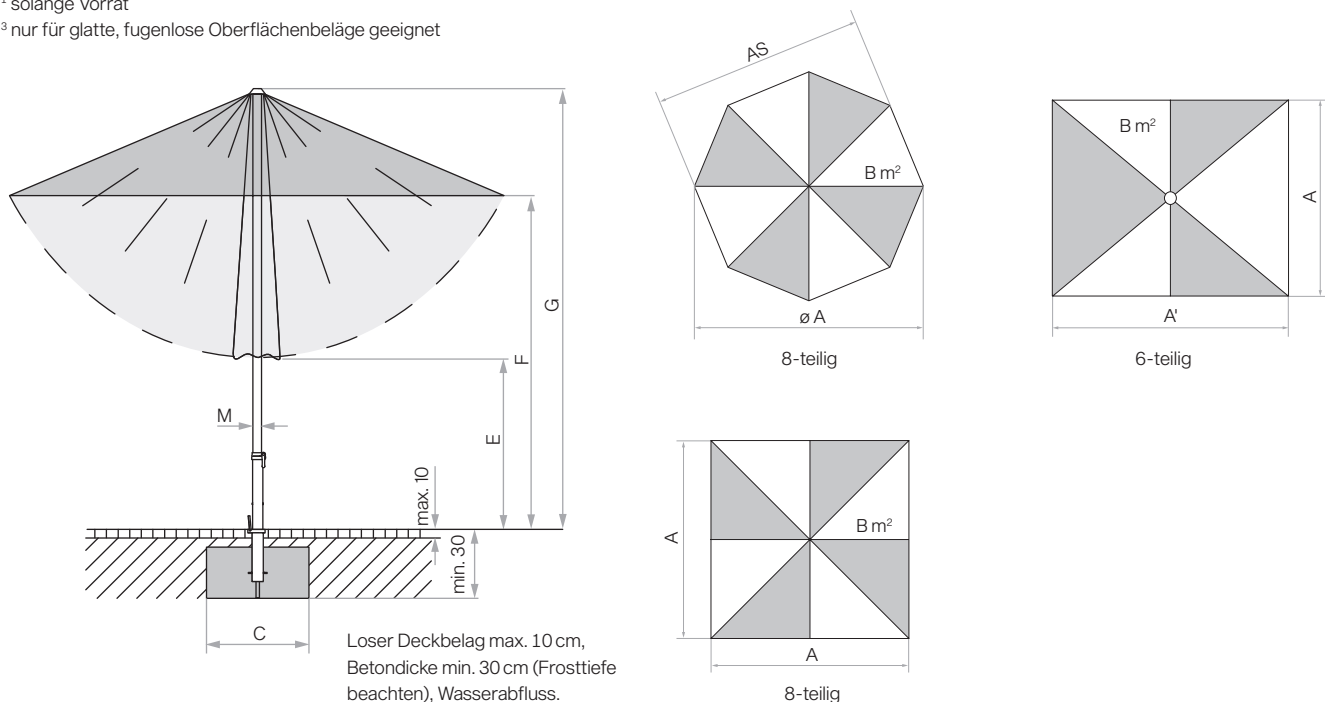 ¹ solange Vorrat
³ nur für glatte, fugenlose Oberflächenbeläge geeignet
AS
B m²
ø A
8-teilig
B m²
A
A'
6-teilig
G
F
E
M
max. 10
min. 30
C
Loser Deckbelag max. 10 cm,
Betondicke min. 30 cm (Frosttiefe
beachten), Wasserabfluss.
A
B m²
A
8-teilig